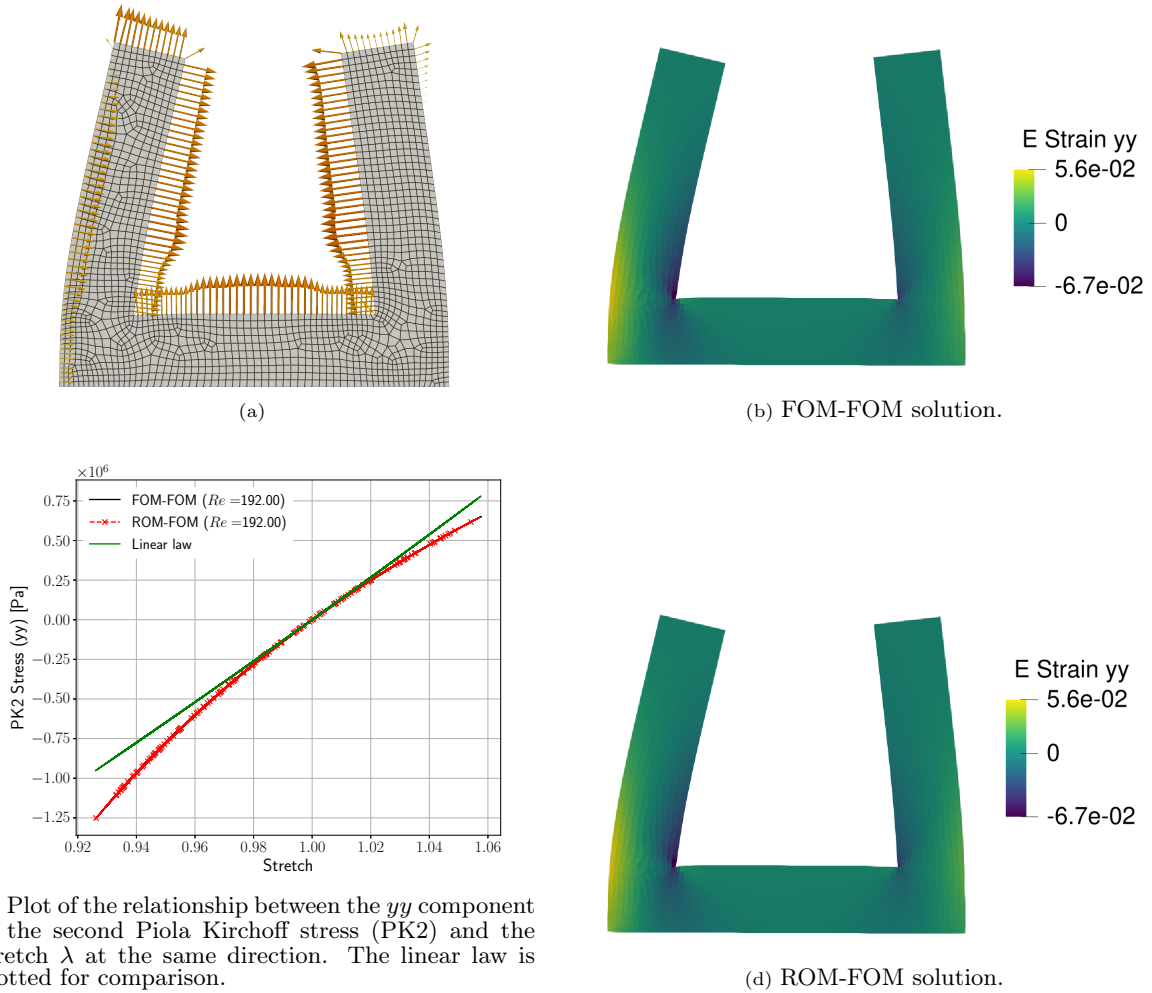 (a)
E Strain yy
5.6e-02
0
-6.7e-02
(b) FOM-FOM solution.
×10⁶
FOM-FOM (Re =192.00)
ROM-FOM (Re =192.00)
Linear law
0.75
0.50
0.25
0.00
−0.25
−0.50
−0.75
−1.00
−1.25
PK2 Stress (yy) [Pa]
0.92 0.94 0.96 0.98 1.00 1.02 1.04 1.06
Stretch
Plot of the relationship between the yy component
the second Piola Kirchoff stress (PK2) and the
retch λ at the same direction. The linear law is
otted for comparison.
E Strain yy
5.6e-02
0
-6.7e-02
(d) ROM-FOM solution.